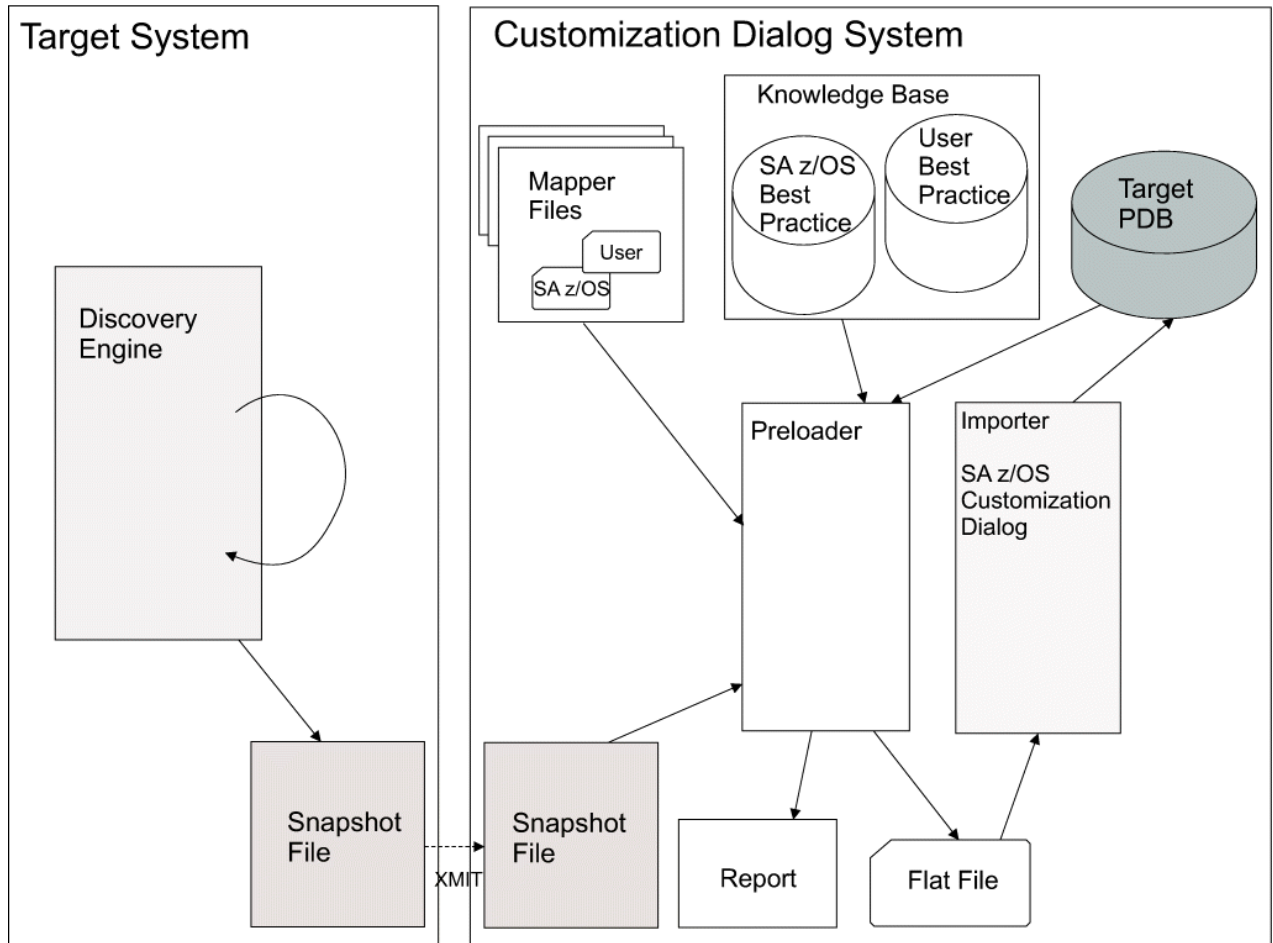 Target System
Discovery
Engine
Snapshot
File
XMIT
Customization Dialog System
Mapper
Files
User
SA z/OS
Knowledge Base
SA z/OS
Best
Practice
User
Best
Practice
Target
PDB
Preloader
Importer
SA z/OS
Customization
Dialog
Snapshot
File
Report
Flat File